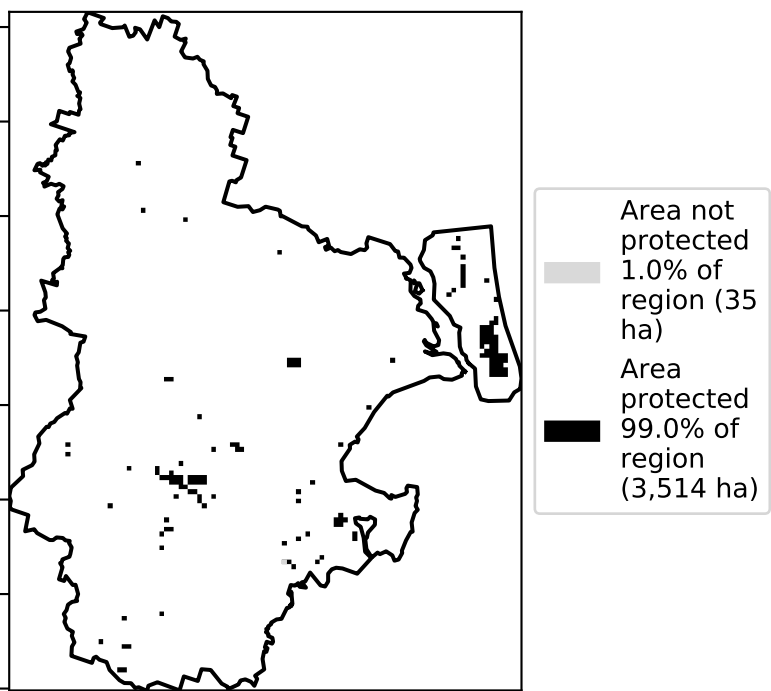 Area not
protected
1.0% of
region (35
ha)
Area
protected
99.0% of
region
(3,514 ha)